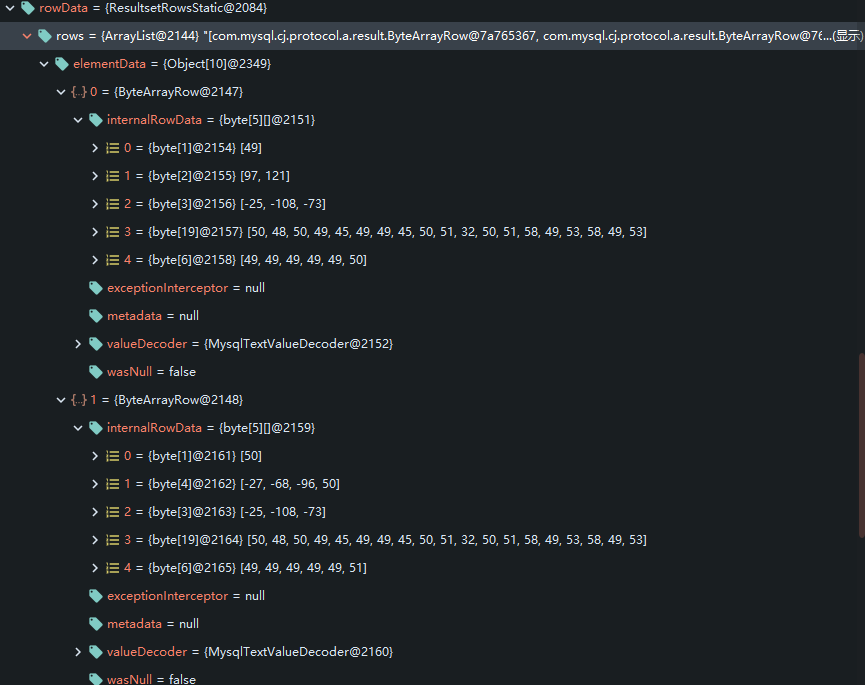 rowData = {ResultsetRowsStatic@2084}
rows = {ArrayList@2144} "[com.mysql.cj.protocol.a.result.ByteArrayRow@7a765367, com.mysql.cj.protocol.a.result.ByteArrayRow@76...(显示)
elementData = {Object[10]@2349}
{..} 0 = {ByteArrayRow@2147}
internalRowData = {byte[5][]@2151}
0 = {byte[1]@2154} [49]
1 = {byte[2]@2155} [97, 121]
2 = {byte[3]@2156} [-25, -108, -73]
3 = {byte[19]@2157} [50, 48, 50, 49, 45, 49, 49, 45, 50, 51, 32, 50, 51, 58, 49, 53, 58, 49, 53]
4 = {byte[6]@2158} [49, 49, 49, 49, 49, 50]
exceptionInterceptor = null
metadata = null
valueDecoder = {MysqlTextValueDecoder@2152}
wasNull = false
{..} 1 = {ByteArrayRow@2148}
internalRowData = {byte[5][]@2159}
0 = {byte[1]@2161} [50]
1 = {byte[4]@2162} [-27, -68, -96, 50]
2 = {byte[3]@2163} [-25, -108, -73]
3 = {byte[19]@2164} [50, 48, 50, 49, 45, 49, 49, 45, 50, 51, 32, 50, 51, 58, 49, 53, 58, 49, 53]
4 = {byte[6]@2165} [49, 49, 49, 49, 49, 51]
exceptionInterceptor = null
metadata = null
valueDecoder = {MysqlTextValueDecoder@2160}
wasNull = false